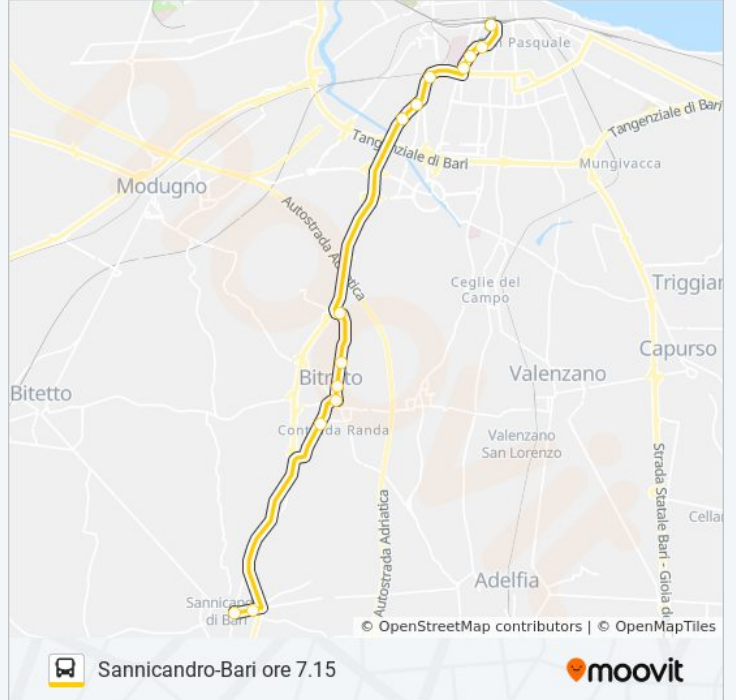 n Pasquale
Tangenziale di Bari
Tangenziale di Bari
Mungivacca
Modugno
Autostrada Adriatica
Ceglie del
Campo
Triggian
Capurso
Bitetto
Bitritto
Valenzano
Contrada Randa
Valenzano
San Lorenzo
Strada Statale Bari - Gioia de
Autostrada Adriatica
Cellar
Adelfia
Sannicandro
di Bari
© OpenStreetMap contributors | © OpenMapTiles
Sannicandro-Bari ore 7.15
moovit